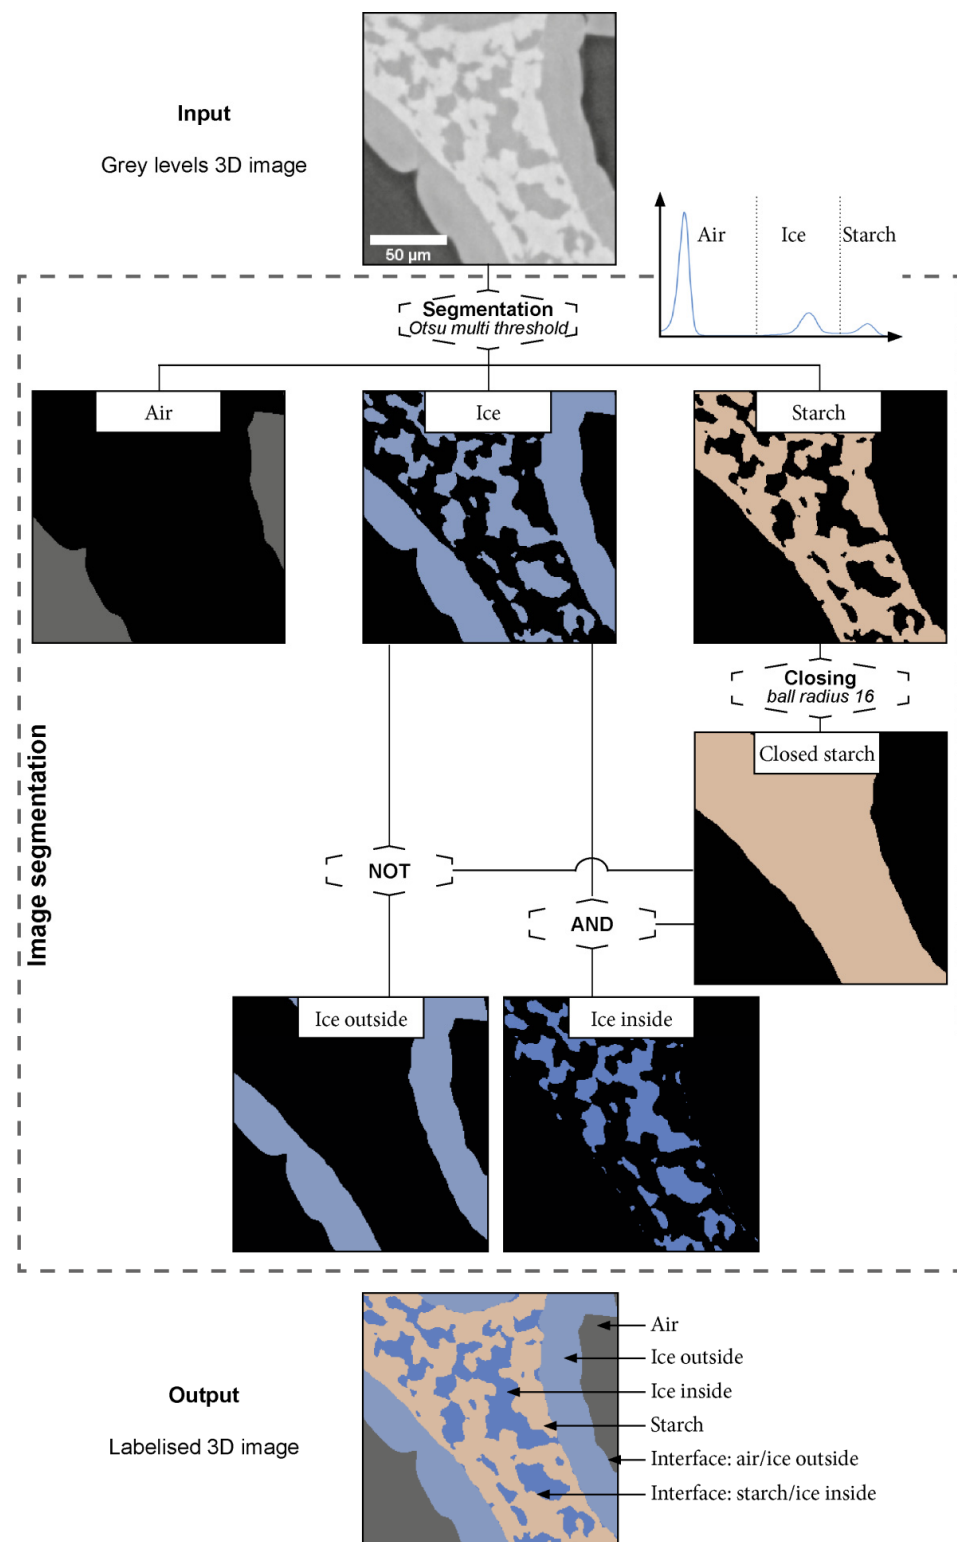 Input
Grey levels 3D image
50 µm
Air
Ice
Starch
Segmentation
Otsu multi threshold
Air
Ice
Starch
Closing
ball radius 16
Closed starch
Image segmentation
NOT
AND
Ice outside
Ice inside
Output
Labelised 3D image
Air
Ice outside
Ice inside
Starch
Interface: air/ice outside
Interface: starch/ice inside